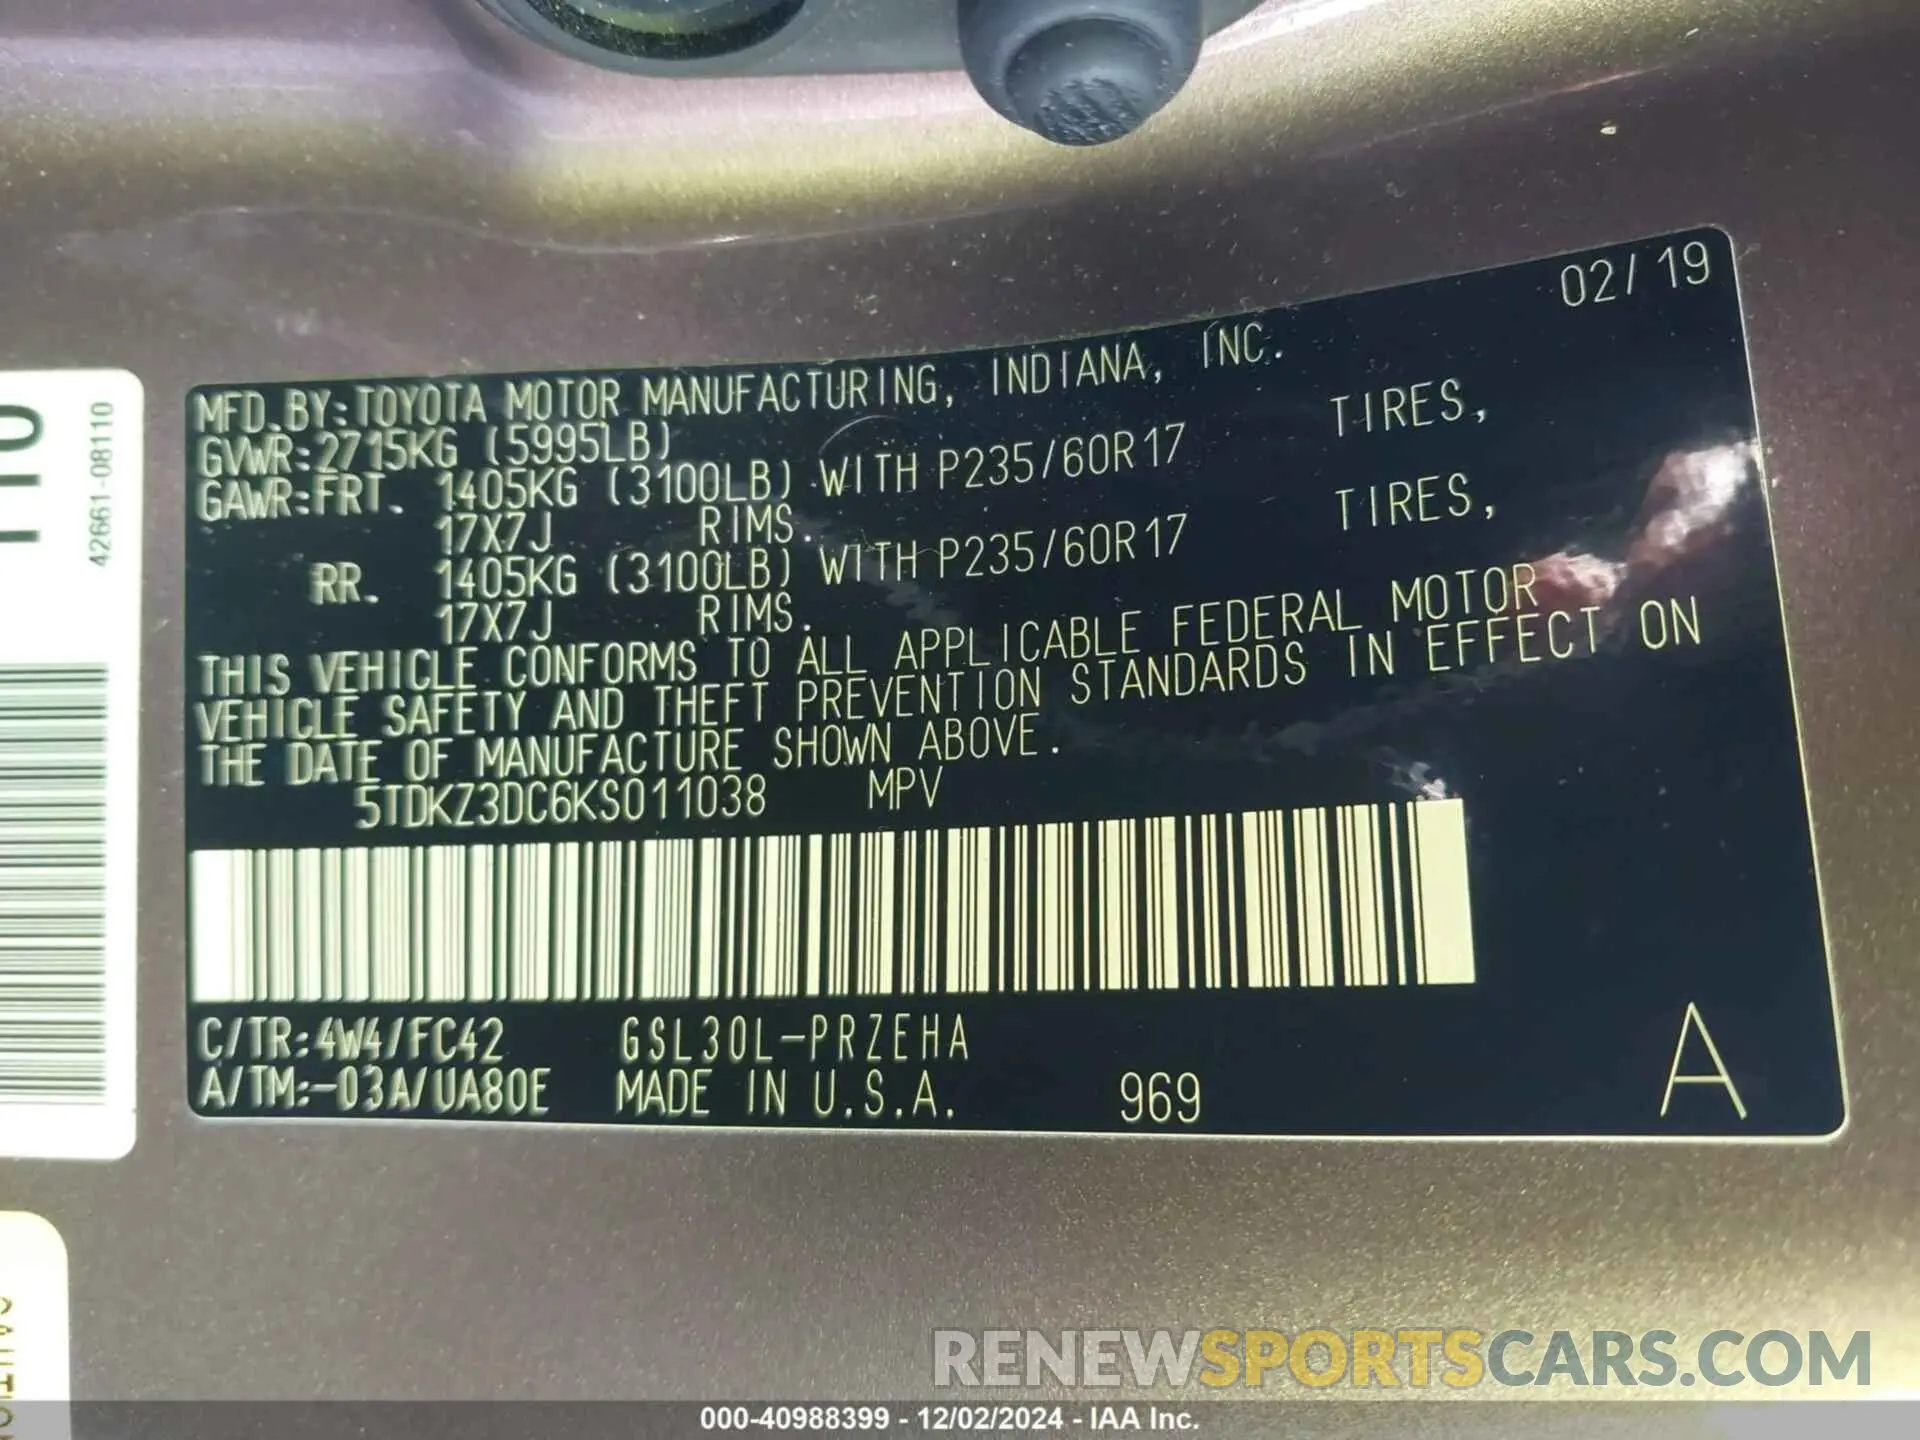 02/19
MFD.BY:TOYOTA MOTOR MANUFACTURING, INDIANA, INC.
GVWR:2715KG (5995LB)
GAWR:FRT. 1405KG (3100LB) WITH P235/60R17 TIRES,
17X7J RIMS.
RR. 1405KG (3100LB) WITH P235/60R17 TIRES,
17X7J RIMS.
THIS VEHICLE CONFORMS TO ALL APPLICABLE FEDERAL MOTOR
VEHICLE SAFETY AND THEFT PREVENTION STANDARDS IN EFFECT ON
THE DATE OF MANUFACTURE SHOWN ABOVE.
5TDKZ3DC6KS011038 MPV
C/TR:4W4/FC42 GSL30L-PRZEHA
A/TM:-03A/UA80E MADE IN U.S.A. 969
A
42661-08110
RENEWSPORTSCARS.COM
000-40988399 - 12/02/2024 - IAA Inc.